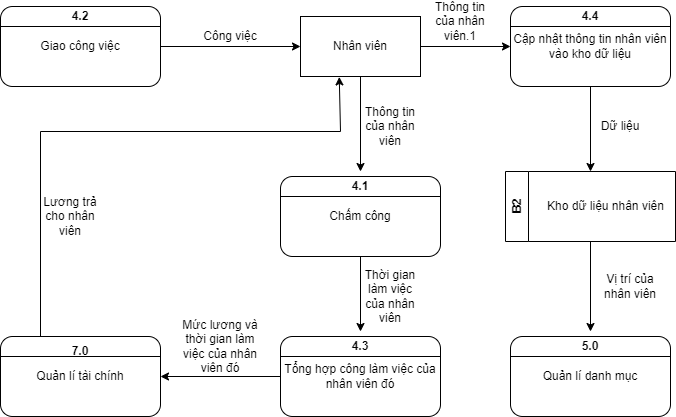 4.2
Giao công việc
Công việc
Nhân viên
Thông tin
của nhân
viên.1
4.4
Cập nhật thông tin nhân viên
vào kho dữ liệu
Thông tin
của nhân
viên
Dữ liệu
4.1
Chấm công
B2
Kho dữ liệu nhân viên
Lương trả
cho nhân
viên
Thời gian
làm việc
của nhân
viên
Vị trí của
nhân viên
7.0
Quản lí tài chính
Mức lương và
thời gian làm
việc của nhân
viên đó
4.3
Tổng hợp công làm việc của
nhân viên đó
5.0
Quản lí danh mục